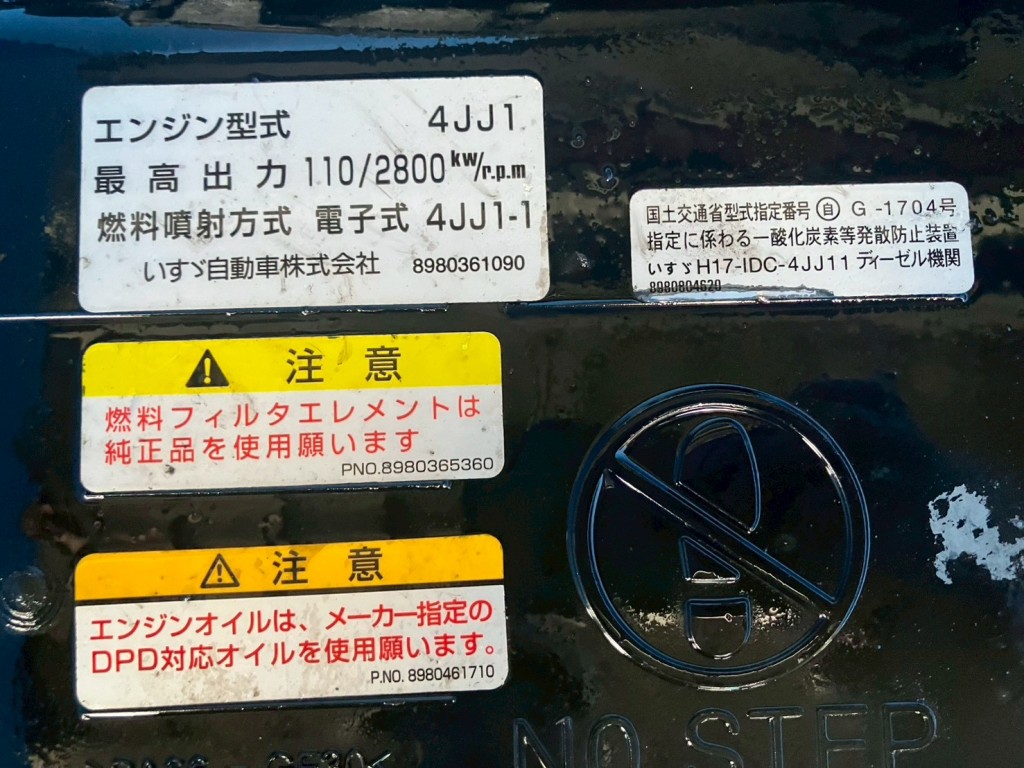 エンジン型式 4JJ1
最高出力 110/2800kw/r.p.m
燃料噴射方式 電子式 4JJ1-1
いすゞ自動車株式会社 8980361090
国土交通省型式指定番号 自 G -1704号
指定に係わる一酸化炭素等発散防止装置
いすゞH17-IDC-4JJ11 ディーゼル機関
8980804620
注意
燃料フィルタエレメントは
純正品を使用願います
PNO.8980365360
注意
エンジンオイルは、メーカー指定の
DPD対応オイルを使用願います。
P.NO. 8980461710
NO STEP